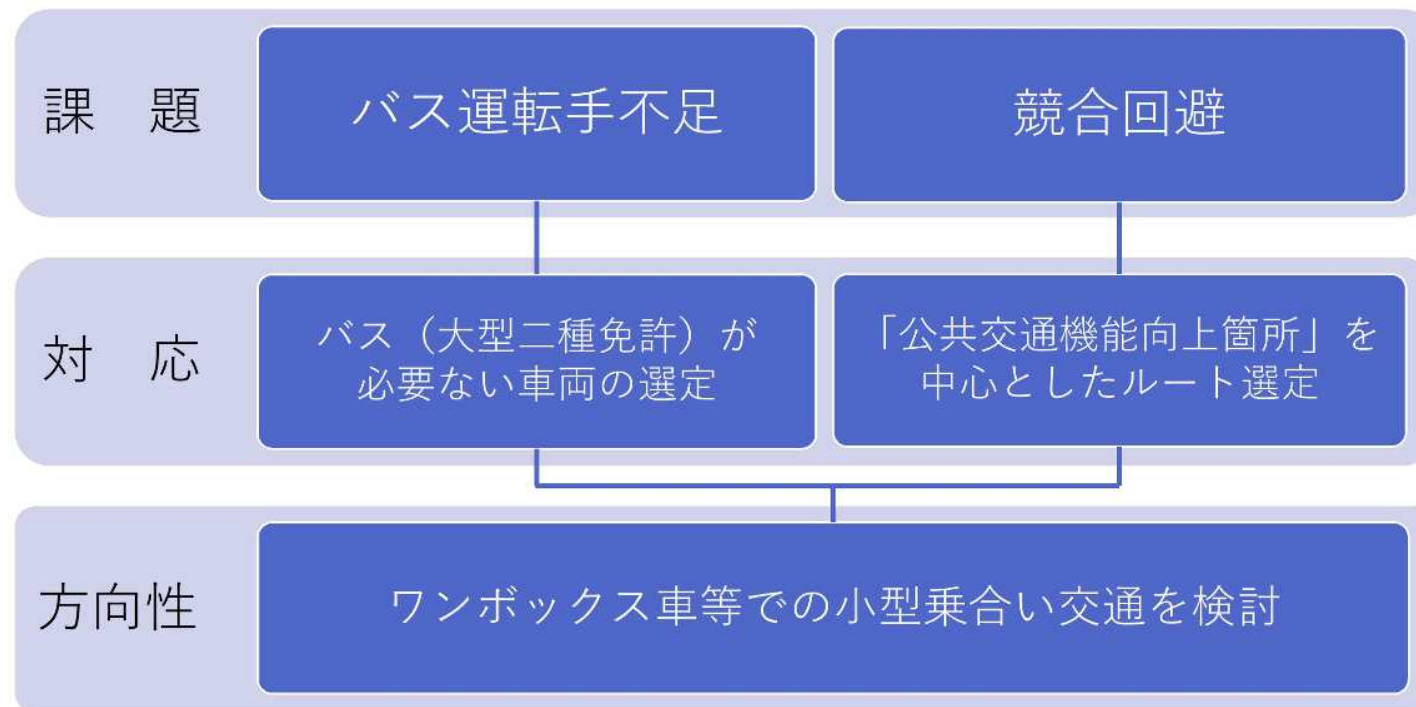 課　題
バス運転手不足
競合回避
対　応
バス（大型二種免許）が
必要ない車両の選定
「公共交通機能向上箇所」を
中心としたルート選定
方向性
ワンボックス車等での小型乗合い交通を検討